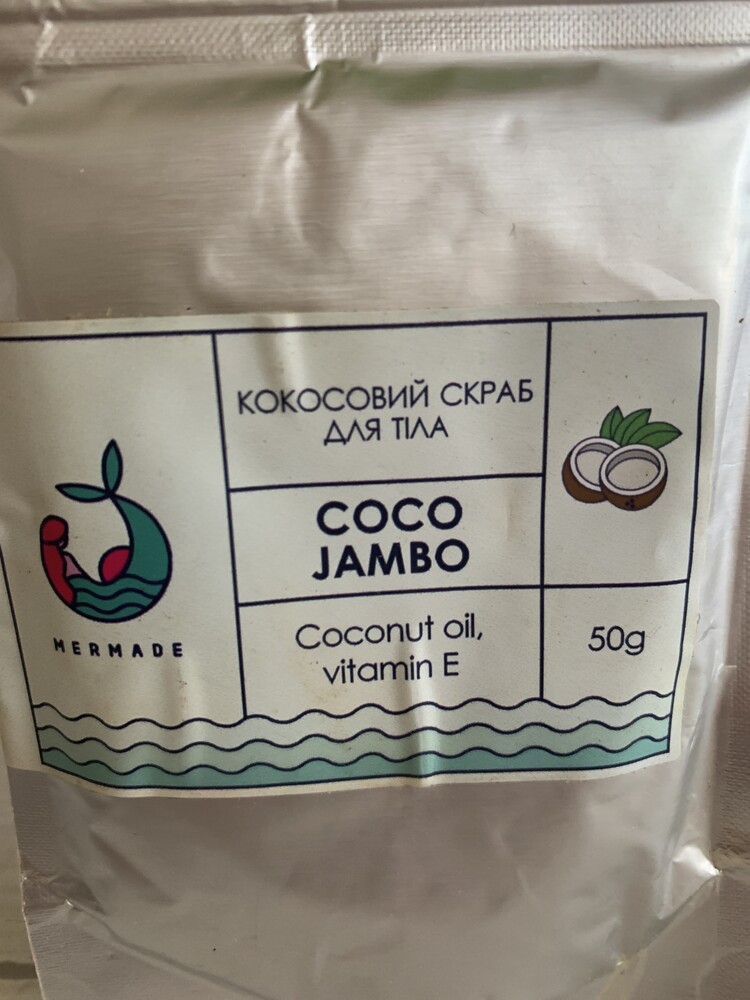 КОКОСОВИЙ СКРАБ
ДЛЯ ТІЛА
COCO
JAMBO
MERMADE
Coconut oil,
vitamin E
50g